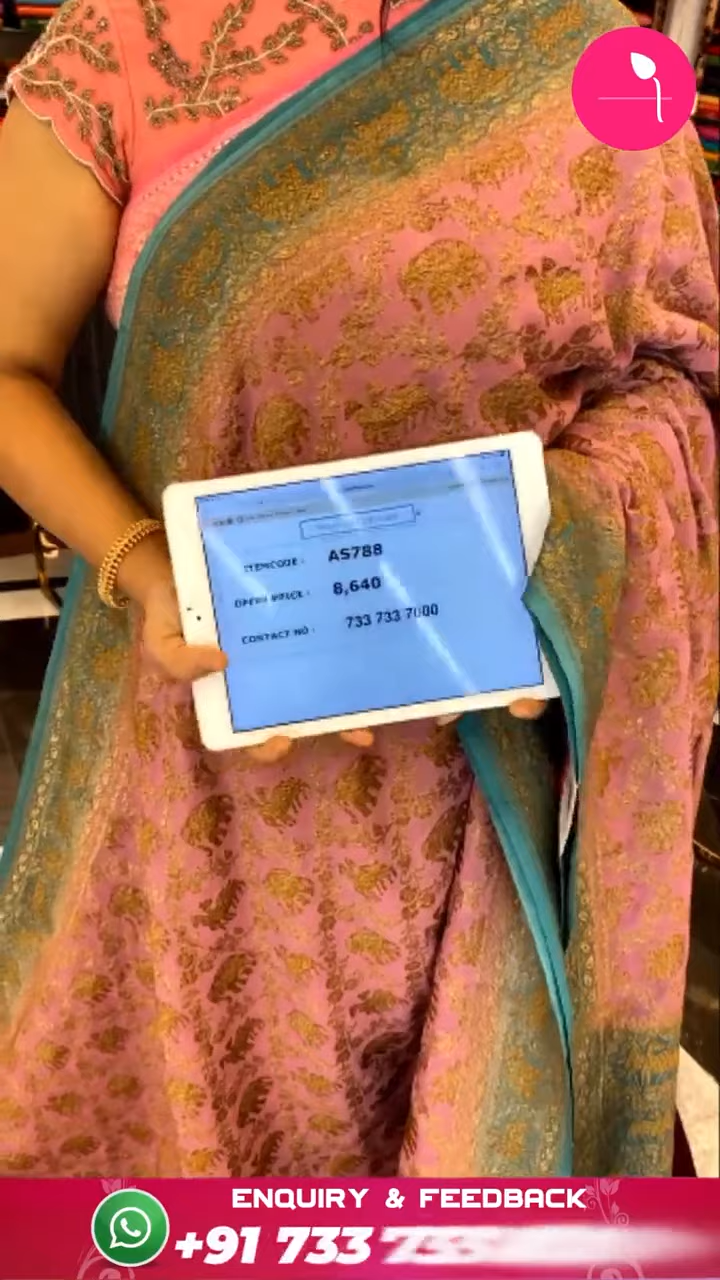 ITEMCODE : AS788
OFFER PRICE : 8,640
CONTACT NO : 733 733 7000
ENQUIRY & FEEDBACK
+91 733